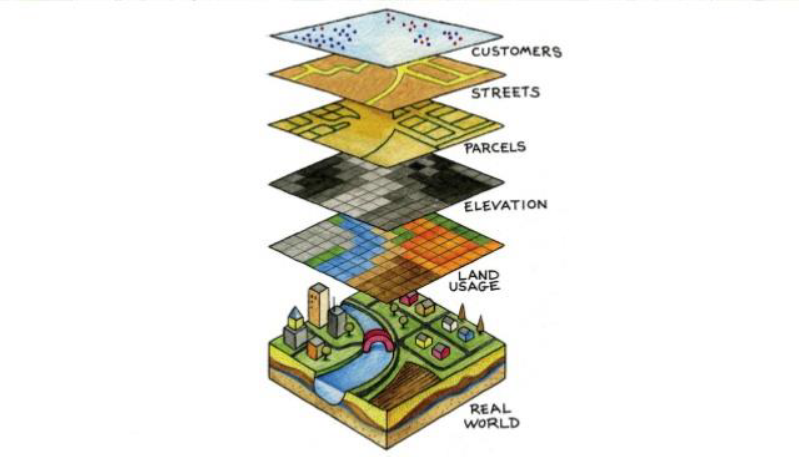 CUSTOMERS
STREETS
PARCELS
ELEVATION
LAND
USAGE
REAL
WORLD